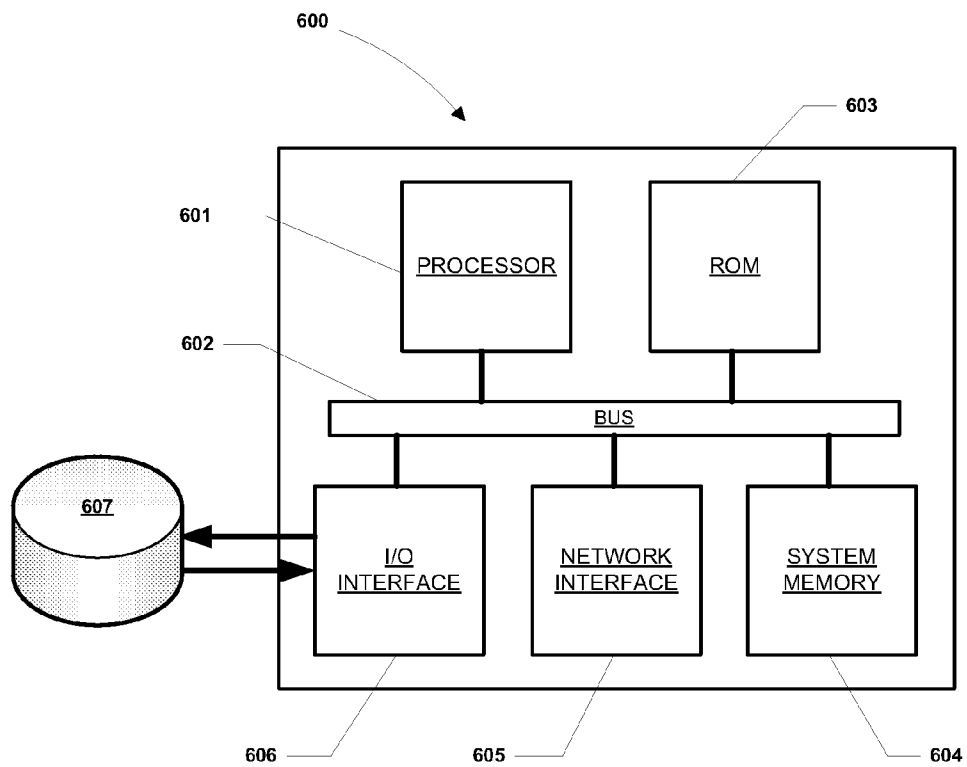 600
603
601
PROCESSOR
ROM
602
BUS
607
I/O
INTERFACE
NETWORK
INTERFACE
SYSTEM
MEMORY
606
605
604